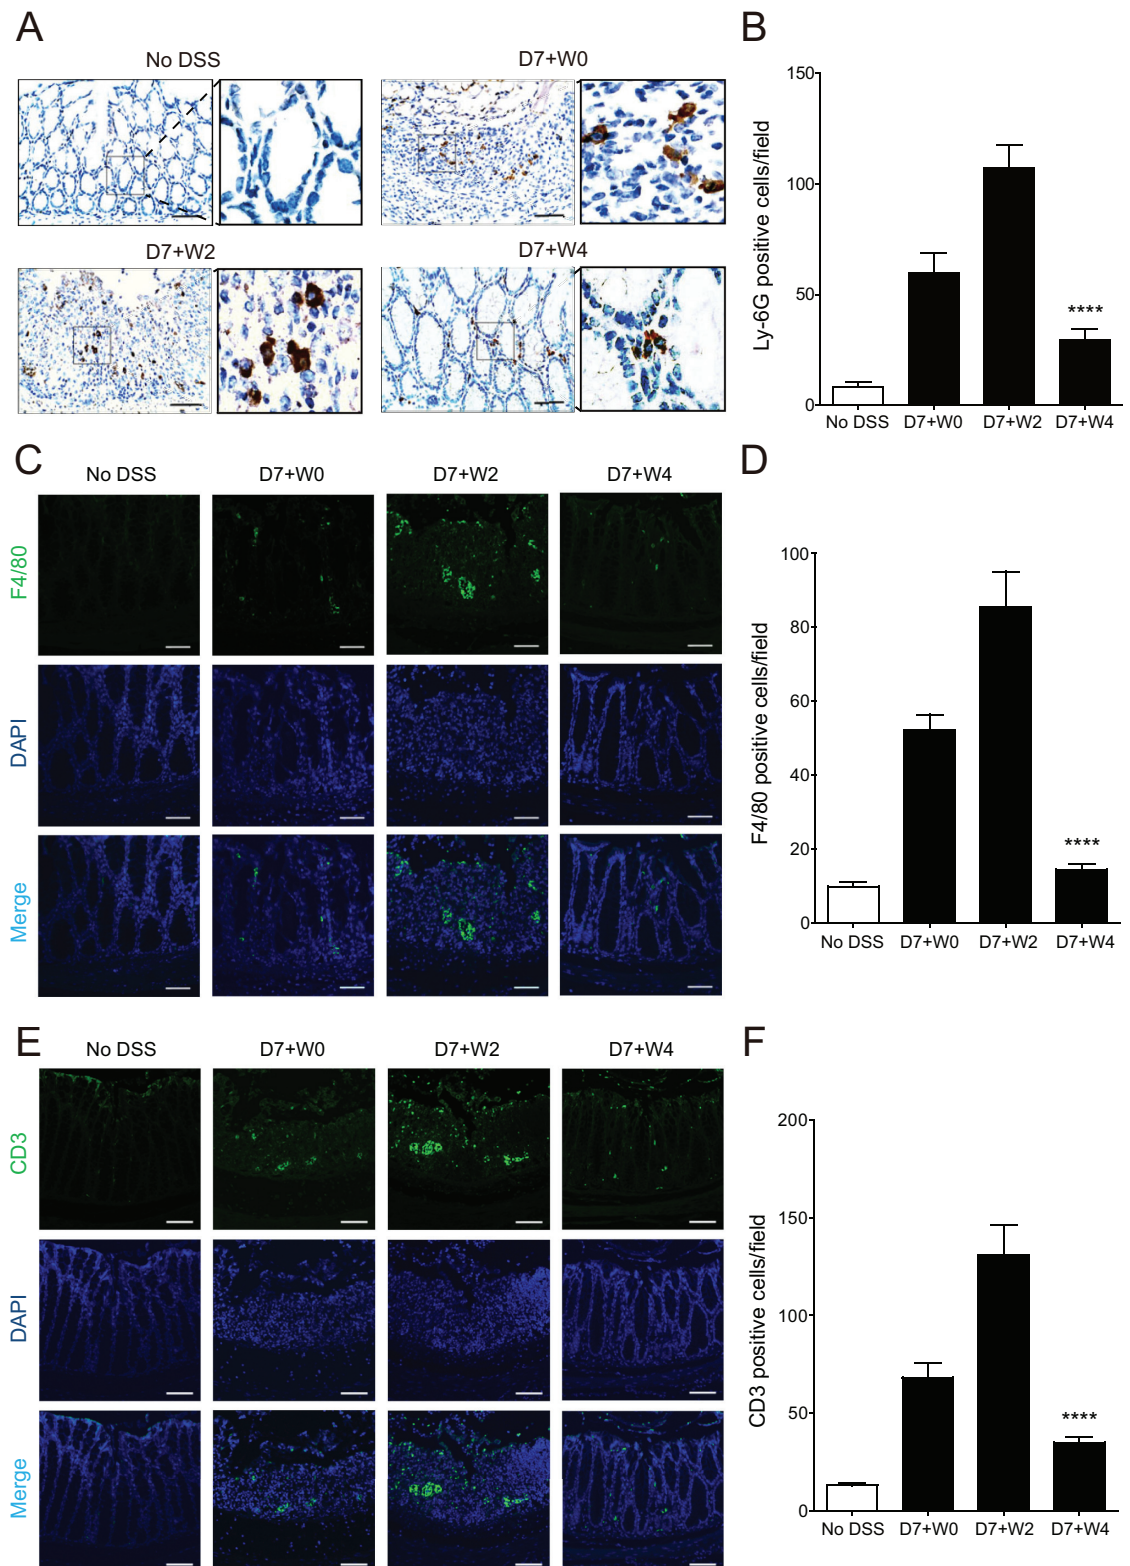 A
No DSS
D7+W0
D7+W2
D7+W4
B
Ly-6G positive cells/field
150
100
50
0
****
No DSS D7+W0 D7+W2 D7+W4
C
No DSS D7+W0 D7+W2 D7+W4
F4/80
DAPI
Merge
D
F4/80 positive cells/field
100
80
60
40
20
0
****
No DSS D7+W0 D7+W2 D7+W4
E
No DSS D7+W0 D7+W2 D7+W4
CD3
DAPI
Merge
F
CD3 positive cells/field
200
150
100
50
0
****
No DSS D7+W0 D7+W2 D7+W4